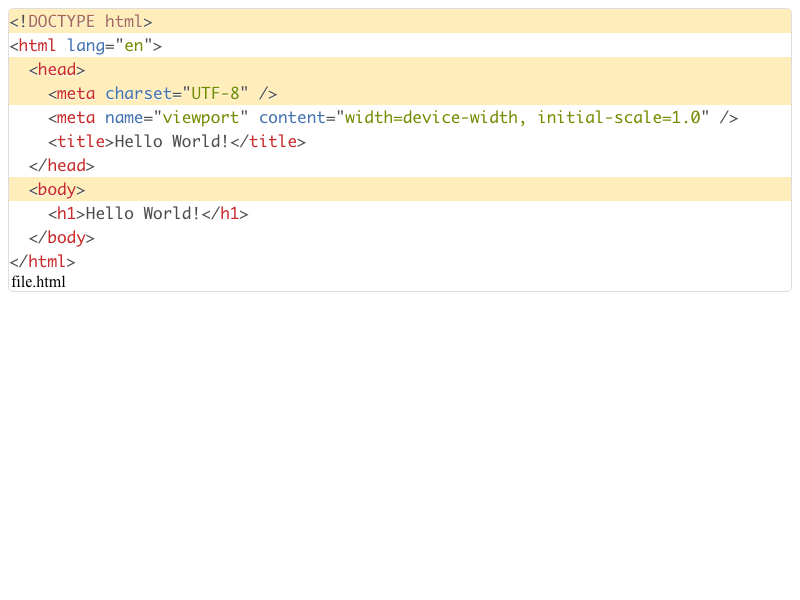 <!DOCTYPE html>
<html lang="en">
  <head>
    <meta charset="UTF-8" />
    <meta name="viewport" content="width=device-width, initial-scale=1.0" />
    <title>Hello World!</title>
  </head>
  <body>
    <h1>Hello World!</h1>
  </body>
</html>
file.html